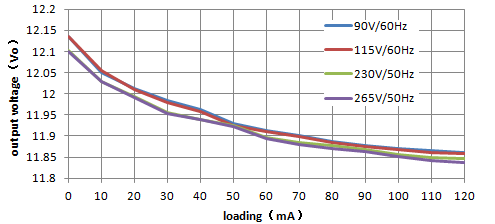 12.2
12.15
12.1
12.05
12
11.95
11.9
11.85
11.8
output voltage（Vo）
90V/60Hz
115V/60Hz
230V/50Hz
265V/50Hz
0 10 20 30 40 50 60 70 80 90 100 110 120
loading（mA）